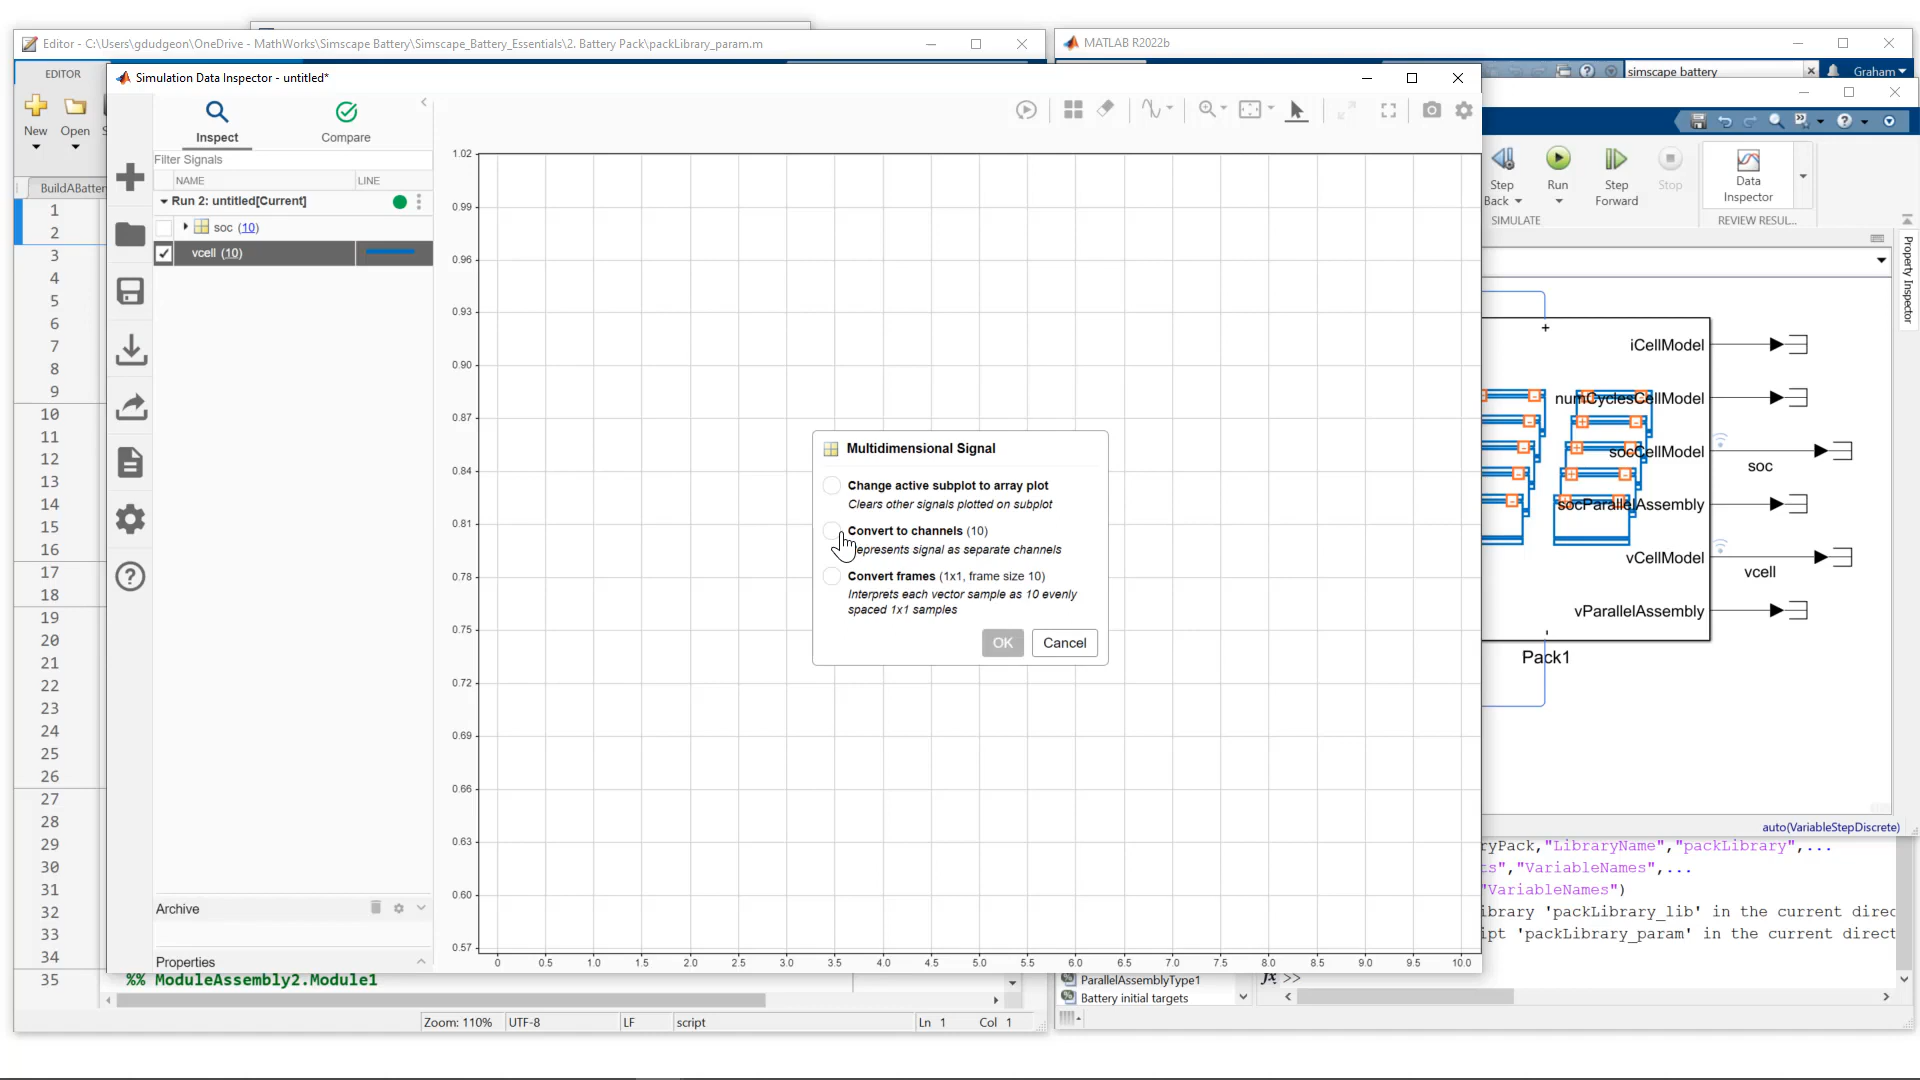 Editor - C:\Users\gdudgeon\OneDrive - MathWorks\Simscape Battery\Simscape_Battery_Essentials\2. Battery Pack\packLibrary_param.m
MATLAB R2022b
EDITOR
simscape battery
Graham
New
Open
BuildABatter
1
2
3
4
5
6
7
8
9
10
11
12
13
14
15
16
17
18
19
20
21
22
23
24
25
26
27
28
29
30
31
32
33
34
35
%% ModuleAssembly2.Module1
Zoom: 110%
UTF-8
LF
script
Ln 1
Col 1
Simulation Data Inspector - untitled*
Inspect
Compare
Filter Signals
NAME
LINE
Run 2: untitled[Current]
soc (10)
vcell (10)
Archive
Properties
1.02
0.99
0.96
0.93
0.90
0.87
0.84
0.81
0.78
0.75
0.72
0.69
0.66
0.63
0.60
0.57
0 0.5 1.0 1.5 2.0 2.5 3.0 3.5 4.0 4.5 5.0 5.5 6.0 6.5 7.0 7.5 8.0 8.5 9.0 9.5 10.0
Multidimensional Signal
Change active subplot to array plot
Clears other signals plotted on subplot
Convert to channels (10)
epresents signal as separate channels
Convert frames (1x1, frame size 10)
Interprets each vector sample as 10 evenly
spaced 1x1 samples
OK
Cancel
Step
Back
Run
Step
Forward
Stop
Data
Inspector
SIMULATE
REVIEW RESUL...
Property Inspector
+
iCellModel
numCyclesCellModel
socCellModel
soc
socParallelAssembly
vCellModel
vcell
vParallelAssembly
Pack1
auto(VariableStepDiscrete)
ryPack,"LibraryName","packLibrary",...
ts","VariableNames",...
"VariableNames")
ibrary 'packLibrary_lib' in the current direc
ipt 'packLibrary_param' in the current direct
fx >>
ParallelAssemblyType1
Battery initial targets